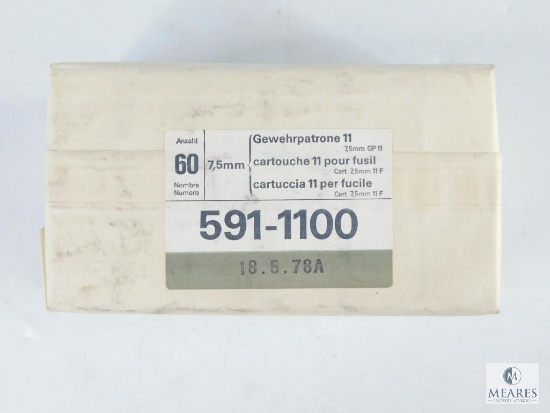 Anzahl
60
Nombre
Numero
7,5mm
Gewehrpatrone 11
7,5mm GP 11
cartouche 11 pour fusil
Cart 7,5mm 11 F
cartuccia 11 per fucile
Cart 7,5mm 11 F
591-1100
18.5.78A
M
MEARES